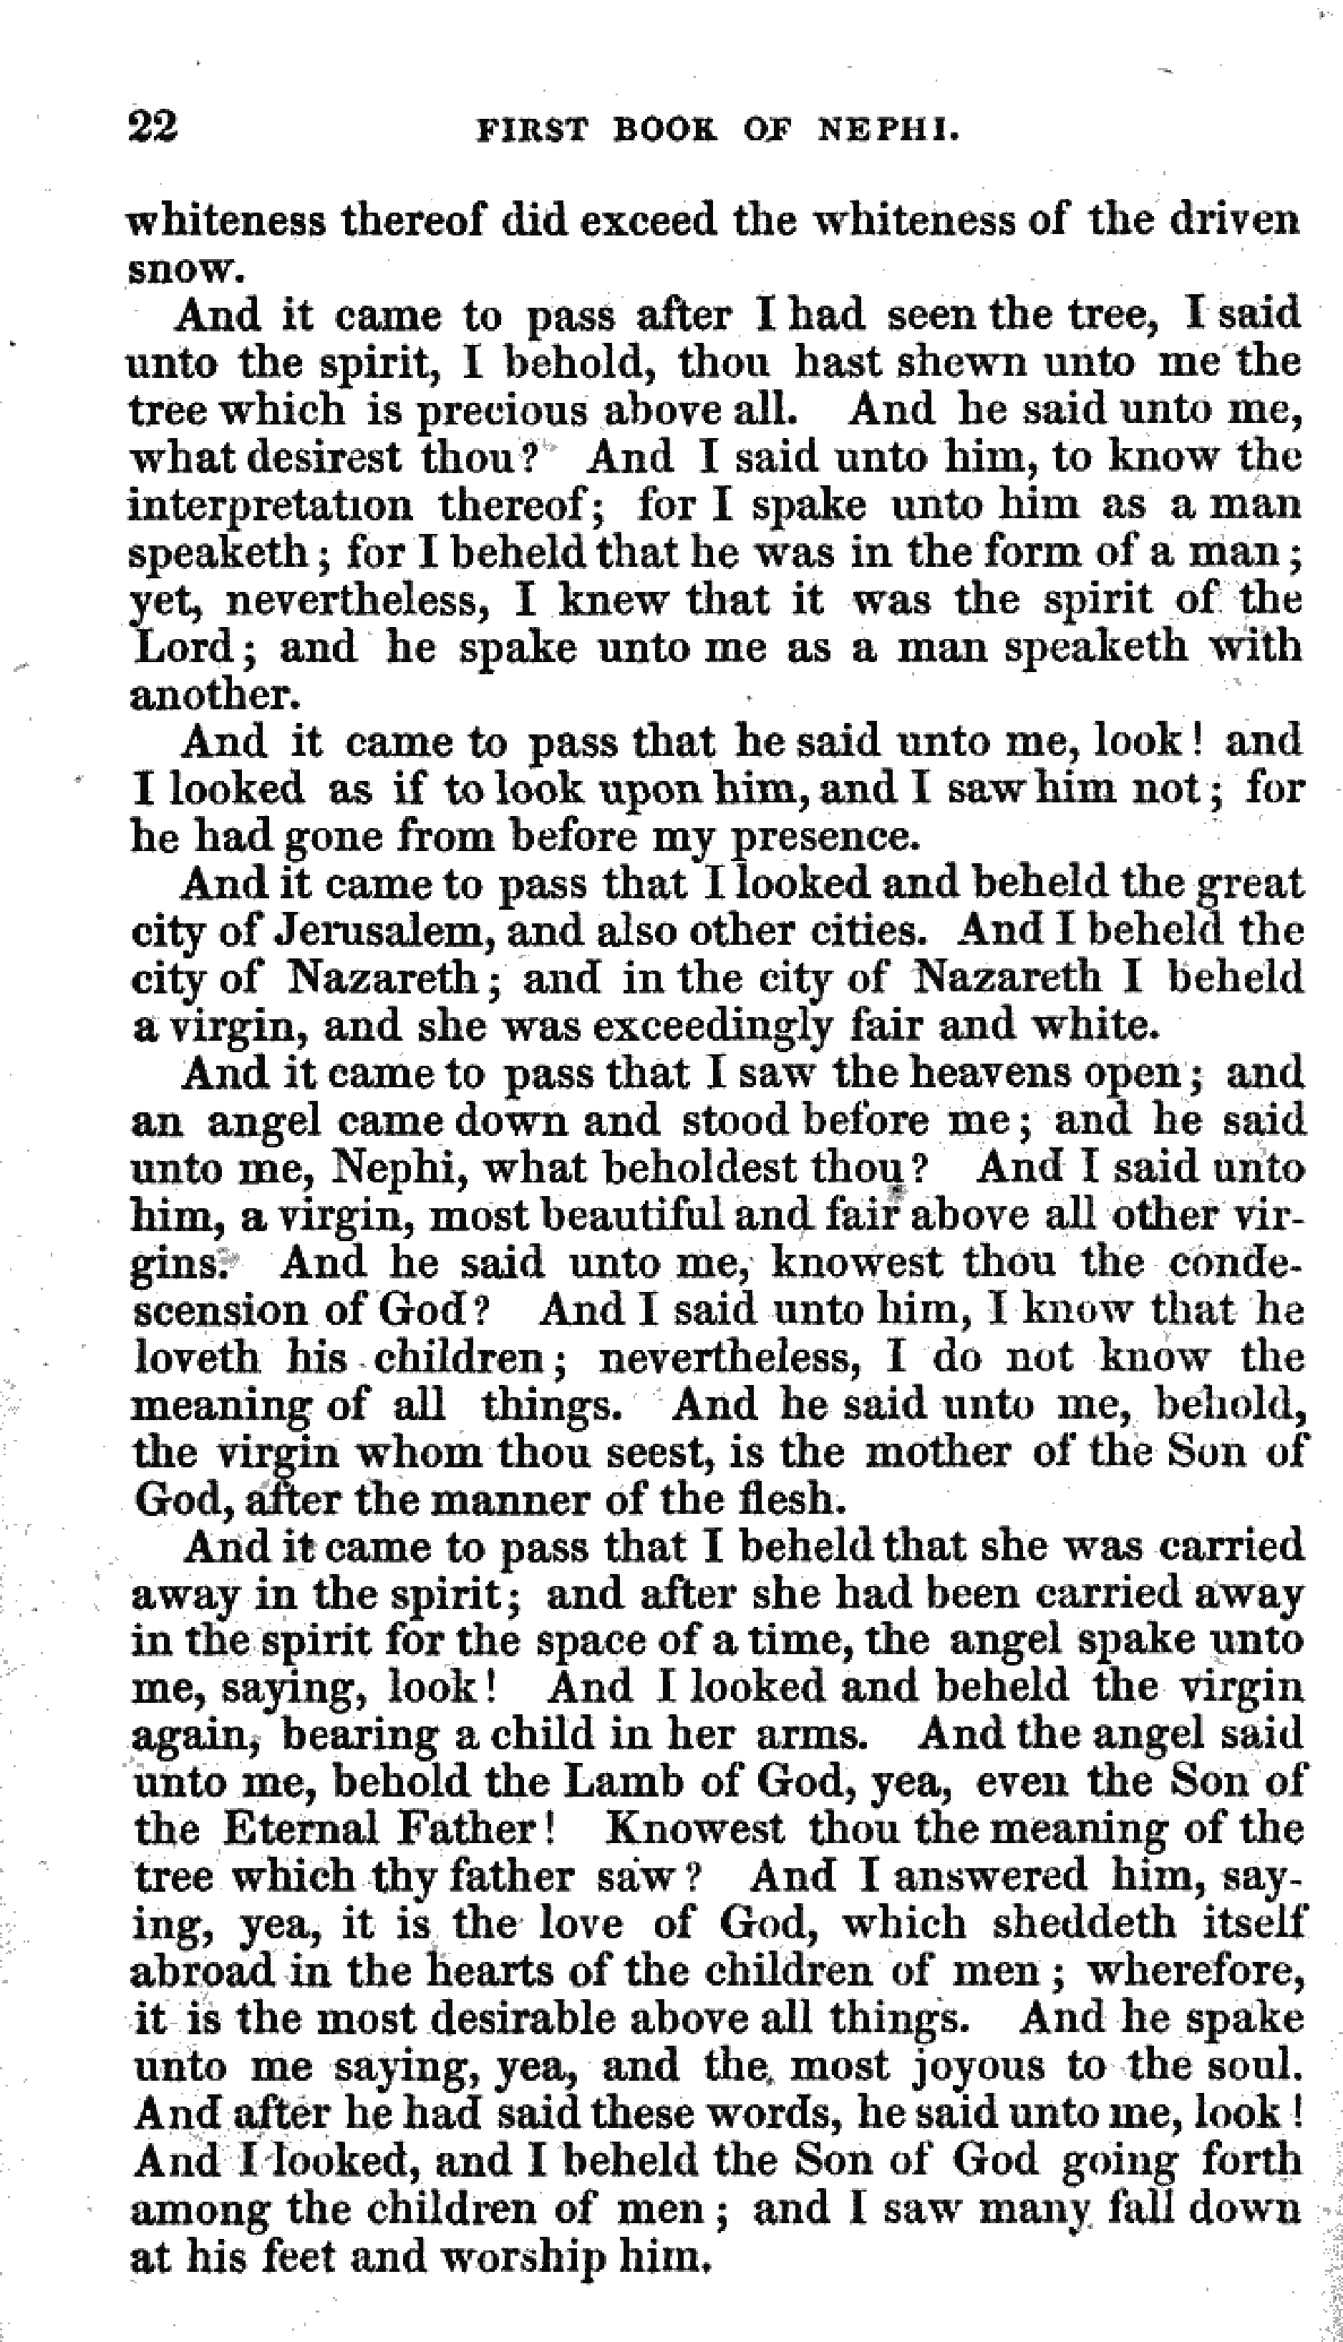 22 FIRST BOOK OF NEPHI.
whiteness thereof did exceed the whiteness of the driven
snow.
And it came to pass after I had seen the tree, I said
unto the spirit, I behold, thou hast shewn unto me the
tree which is precious above all. And he said unto me,
what desirest thou? And I said unto him, to know the
interpretation thereof; for I spake unto him as a man
speaketh; for I beheld that he was in the form of a man;
yet, nevertheless, I knew that it was the spirit of the
Lord; and he spake unto me as a man speaketh with
another.
And it came to pass that he said unto me, look! and
I looked as if to look upon him, and I saw him not; for
he had gone from before my presence.
And it came to pass that I looked and beheld the great
city of Jerusalem, and also other cities. And I beheld the
city of Nazareth; and in the city of Nazareth I beheld
a virgin, and she was exceedingly fair and white.
And it came to pass that I saw the heavens open; and
an angel came down and stood before me; and he said
unto me, Nephi, what beholdest thou? And I said unto
him, a virgin, most beautiful and fair above all other vir-
gins. And he said unto me, knowest thou the conde-
scension of God? And I said unto him, I know that he
loveth his children; nevertheless, I do not know the
meaning of all things. And he said unto me, behold,
the virgin whom thou seest, is the mother of the Son of
God, after the manner of the flesh.
And it came to pass that I beheld that she was carried
away in the spirit; and after she had been carried away
in the spirit for the space of a time, the angel spake unto
me, saying, look! And I looked and beheld the virgin
again, bearing a child in her arms. And the angel said
unto me, behold the Lamb of God, yea, even the Son of
the Eternal Father! Knowest thou the meaning of the
tree which thy father saw? And I answered him, say-
ing, yea, it is the love of God, which sheddeth itself
abroad in the hearts of the children of men; wherefore,
it is the most desirable above all things. And he spake
unto me saying, yea, and the most joyous to the soul.
And after he had said these words, he said unto me, look!
And I looked, and I beheld the Son of God going forth
among the children of men; and I saw many fall down
at his feet and worship him.